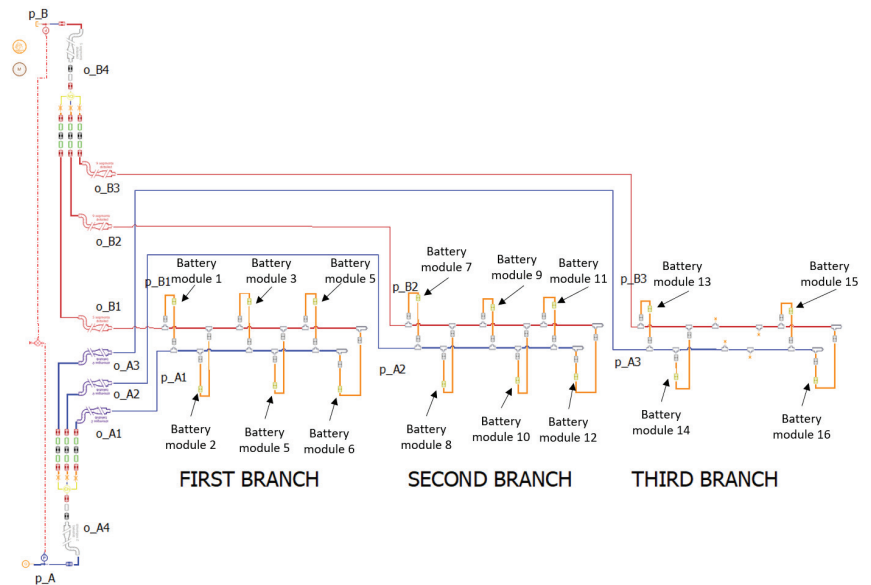 p_B
o_B4
o_B3
o_B2
Battery
module 1
Battery
module 3
Battery
module 5
p_B1
Battery
module 7
Battery
module 9
Battery
module 11
p_B2
Battery
module 13
Battery
module 15
p_B3
o_B1
o_A3
o_A2
o_A1
p_A1
p_A2
p_A3
Battery
module 2
Battery
module 5
Battery
module 6
Battery
module 8
Battery
module 10
Battery
module 12
Battery
module 14
Battery
module 16
FIRST BRANCH
SECOND BRANCH
THIRD BRANCH
o_A4
p_A